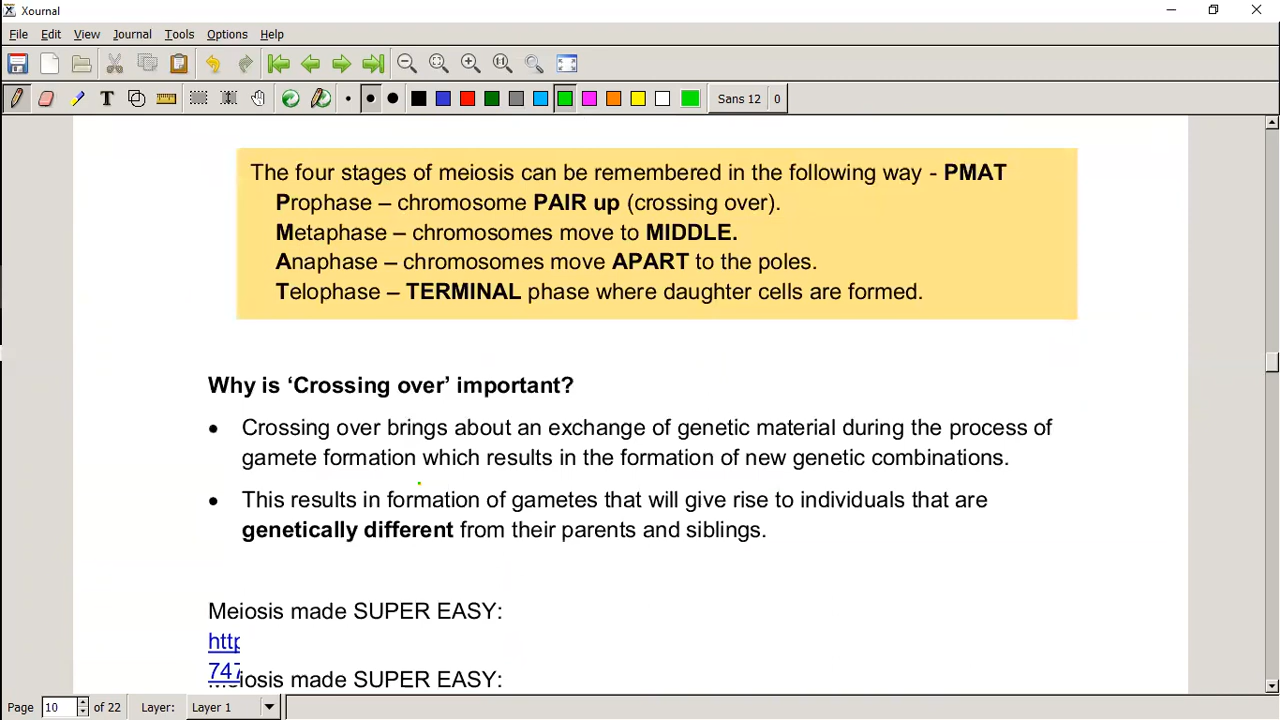 Xournal
File Edit View Journal Tools Options Help
Sans 12 0
The four stages of meiosis can be remembered in the following way - PMAT
Prophase – chromosome PAIR up (crossing over).
Metaphase – chromosomes move to MIDDLE.
Anaphase – chromosomes move APART to the poles.
Telophase – TERMINAL phase where daughter cells are formed.
Why is ‘Crossing over’ important?
• Crossing over brings about an exchange of genetic material during the process of
gamete formation which results in the formation of new genetic combinations.
• This results in formation of gametes that will give rise to individuals that are
genetically different from their parents and siblings.
Meiosis made SUPER EASY:
http
747
Meiosis made SUPER EASY:
Page 10 of 22 Layer: Layer 1